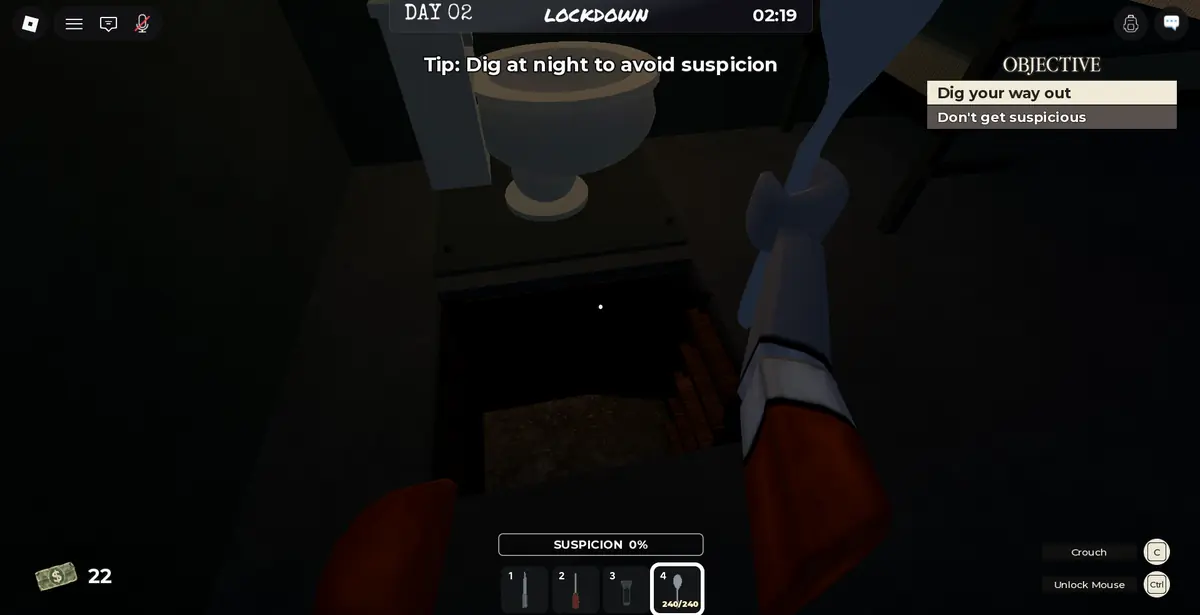 DAY 02
LOCKDOWN
02:19
Tip: Dig at night to avoid suspicion
OBJECTIVE
Dig your way out
Don't get suspicious
SUSPICION 0%
1
2
3
4
240/240
22
Crouch
C
Unlock Mouse
Ctrl